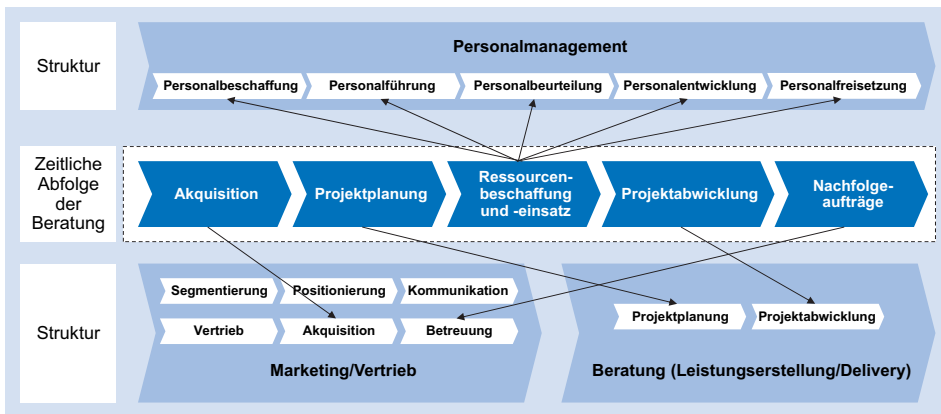 Struktur
Personalmanagement
Personalbeschaffung
Personalführung
Personalbeurteilung
Personalentwicklung
Personalfreisetzung
Zeitliche
Abfolge
der
Beratung
Akquisition
Projektplanung
Ressourcen-
beschaffung
und -einsatz
Projektabwicklung
Nachfolge-
aufträge
Struktur
Segmentierung
Positionierung
Kommunikation
Vertrieb
Akquisition
Betreuung
Marketing/Vertrieb
Projektplanung
Projektabwicklung
Beratung (Leistungserstellung/Delivery)